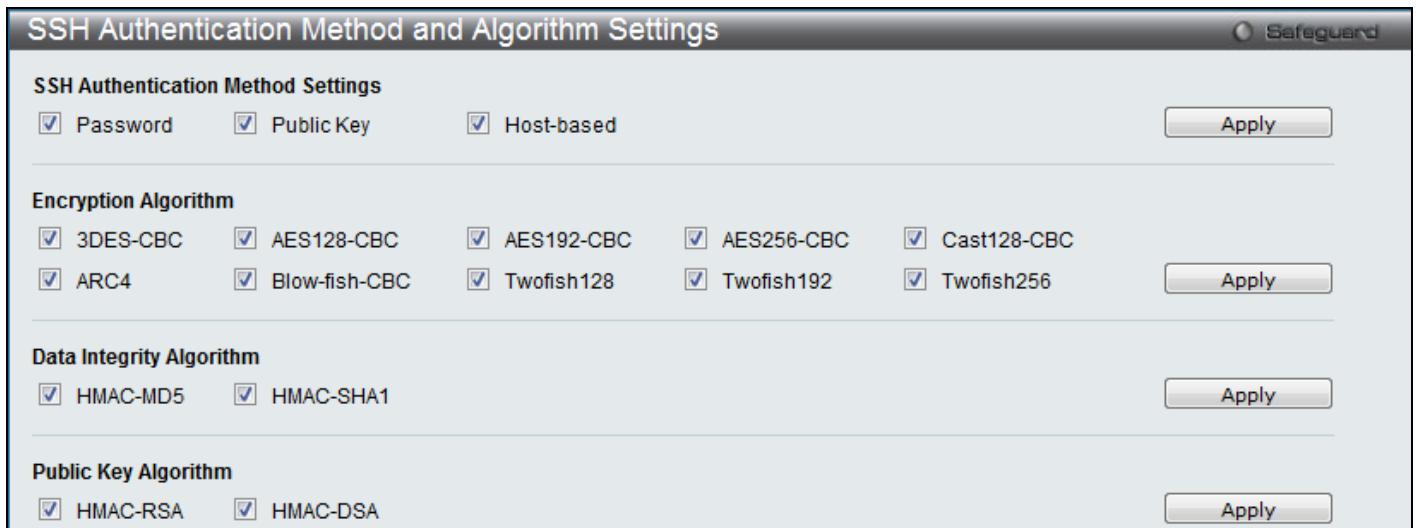 SSH Authentication Method and Algorithm Settings Safeguard
SSH Authentication Method Settings
Password Public Key Host-based Apply
Encryption Algorithm
3DES-CBC AES128-CBC AES192-CBC AES256-CBC Cast128-CBC
ARC4 Blow-fish-CBC Twofish128 Twofish192 Twofish256 Apply
Data Integrity Algorithm
HMAC-MD5 HMAC-SHA1 Apply
Public Key Algorithm
HMAC-RSA HMAC-DSA Apply